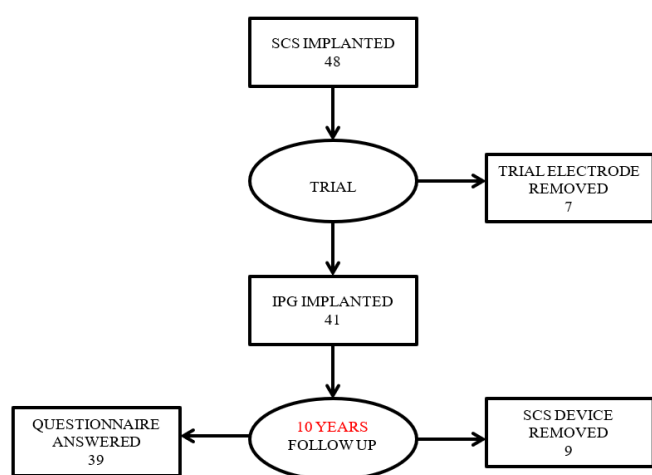 SCS IMPLANTED
48
TRIAL
TRIAL ELECTRODE
REMOVED
7
IPG IMPLANTED
41
QUESTIONNAIRE
ANSWERED
39
10 YEARS
FOLLOW UP
SCS DEVICE
REMOVED
9